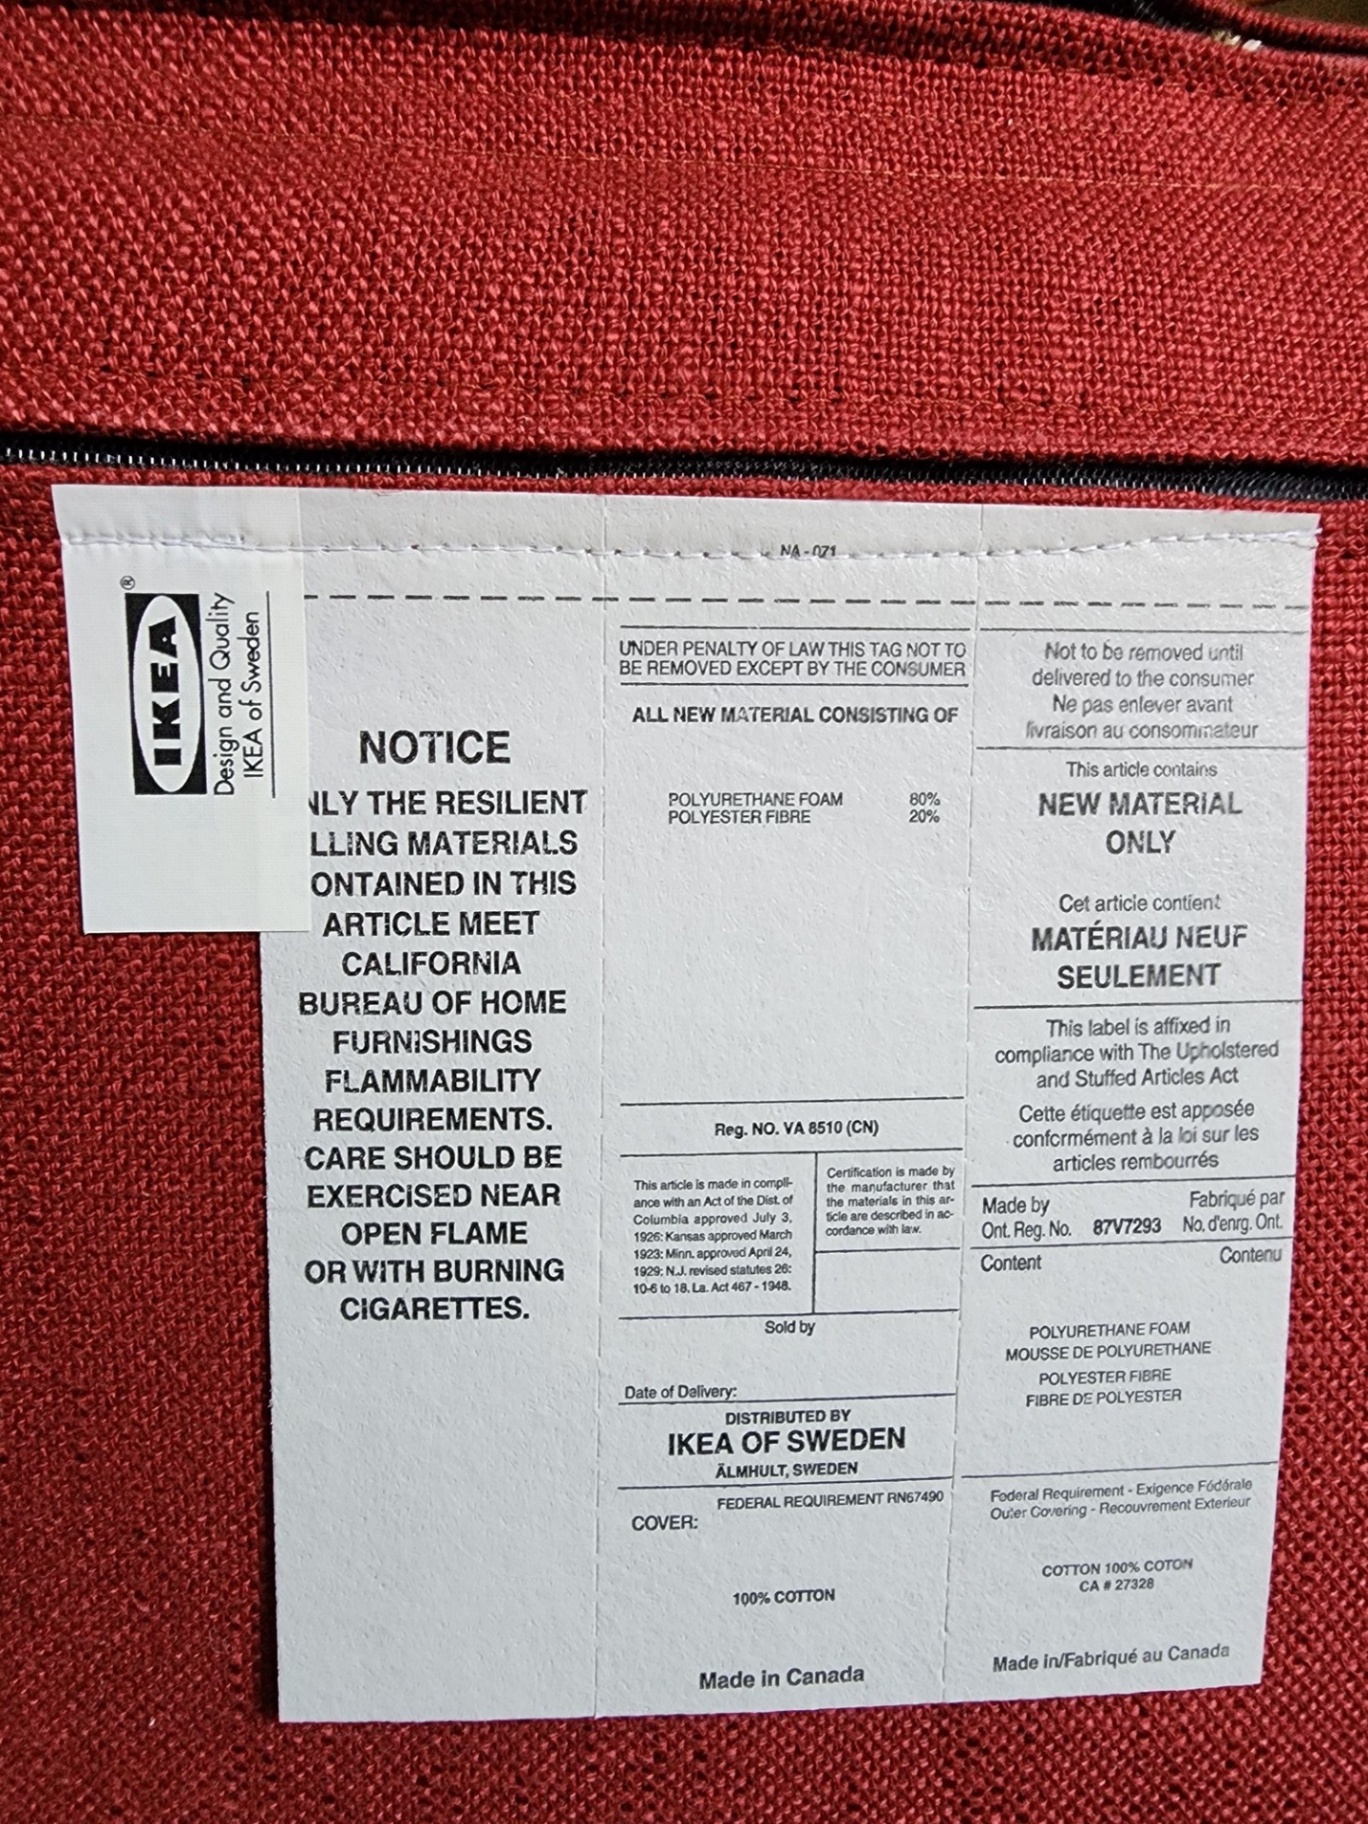 NA - 071
IKEA
®
Design and Quality
IKEA of Sweden
NOTICE
NLY THE RESILIENT
LLING MATERIALS
ONTAINED IN THIS
ARTICLE MEET
CALIFORNIA
BUREAU OF HOME
FURNISHINGS
FLAMMABILITY
REQUIREMENTS.
CARE SHOULD BE
EXERCISED NEAR
OPEN FLAME
OR WITH BURNING
CIGARETTES.
UNDER PENALTY OF LAW THIS TAG NOT TO
BE REMOVED EXCEPT BY THE CONSUMER
ALL NEW MATERIAL CONSISTING OF
POLYURETHANE FOAM 80%
POLYESTER FIBRE 20%
Reg. NO. VA 8510 (CN)
This article is made in compli-
ance with an Act of the Dist. of
Columbia approved July 3,
1926: Kansas approved March
1923: Minn. approved April 24,
1929; N.J. revised statutes 26:
10-6 to 18. La. Act 467 - 1948.
Certification is made by
the manufacturer that
the materials in this ar-
ticle are described in ac-
cordance with law.
Sold by
Date of Delivery:
DISTRIBUTED BY
IKEA OF SWEDEN
ÄLMHULT, SWEDEN
FEDERAL REQUIREMENT RN67490
COVER:
100% COTTON
Made in Canada
Not to be removed until
delivered to the consumer
Ne pas enlever avant
livraison au consommateur
This article contains
NEW MATERIAL
ONLY
Cet article contient
MATÉRIAU NEUF
SEULEMENT
This label is affixed in
compliance with The Upholstered
and Stuffed Articles Act
Cette étiquette est apposée
conformément à la loi sur les
articles rembourrés
Made by Fabriqué par
Ont. Reg. No. 87V7293 No. d'enrg. Ont.
Content Contenu
POLYURETHANE FOAM
MOUSSE DE POLYURETHANE
POLYESTER FIBRE
FIBRE DE POLYESTER
Federal Requirement - Exigence Fédérale
Outer Covering - Recouvrement Exterieur
COTTON 100% COTON
CA # 27328
Made in/Fabriqué au Canada